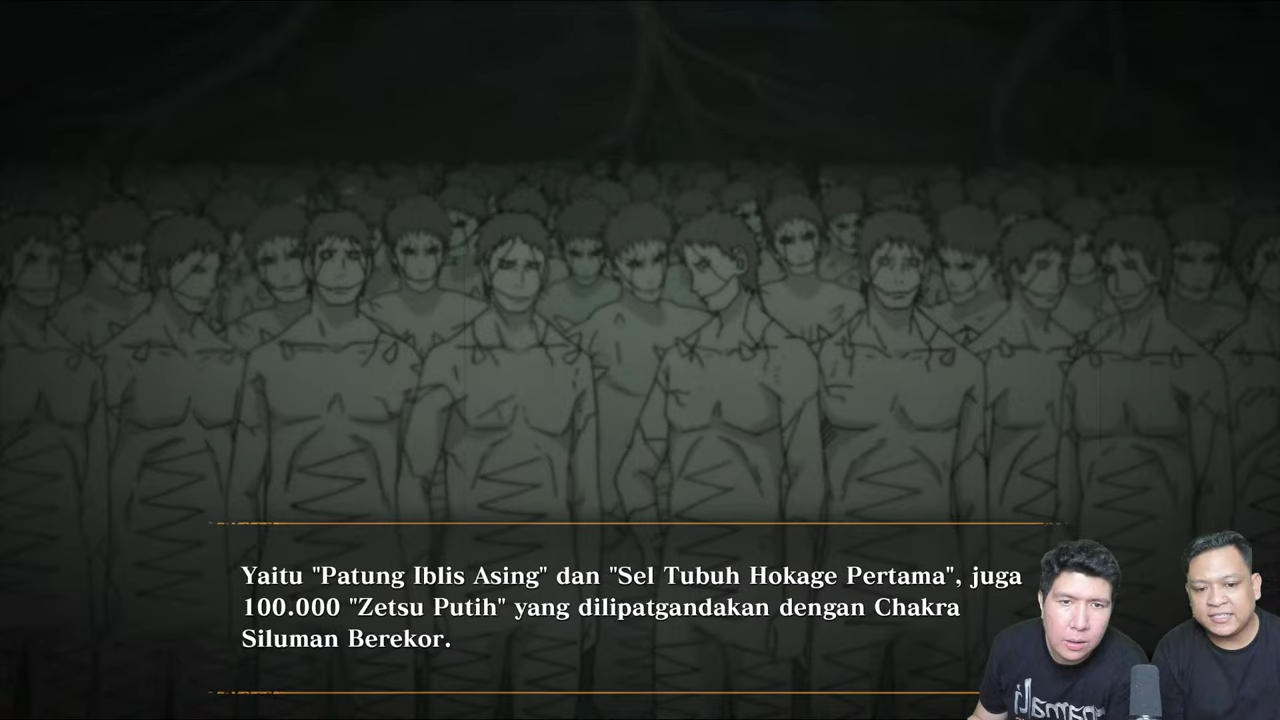 Yaitu "Patung Iblis Asing" dan "Sel Tubuh Hokage Pertama", juga
100.000 "Zetsu Putih" yang dilipatgandakan dengan Chakra
Siluman Berekor.